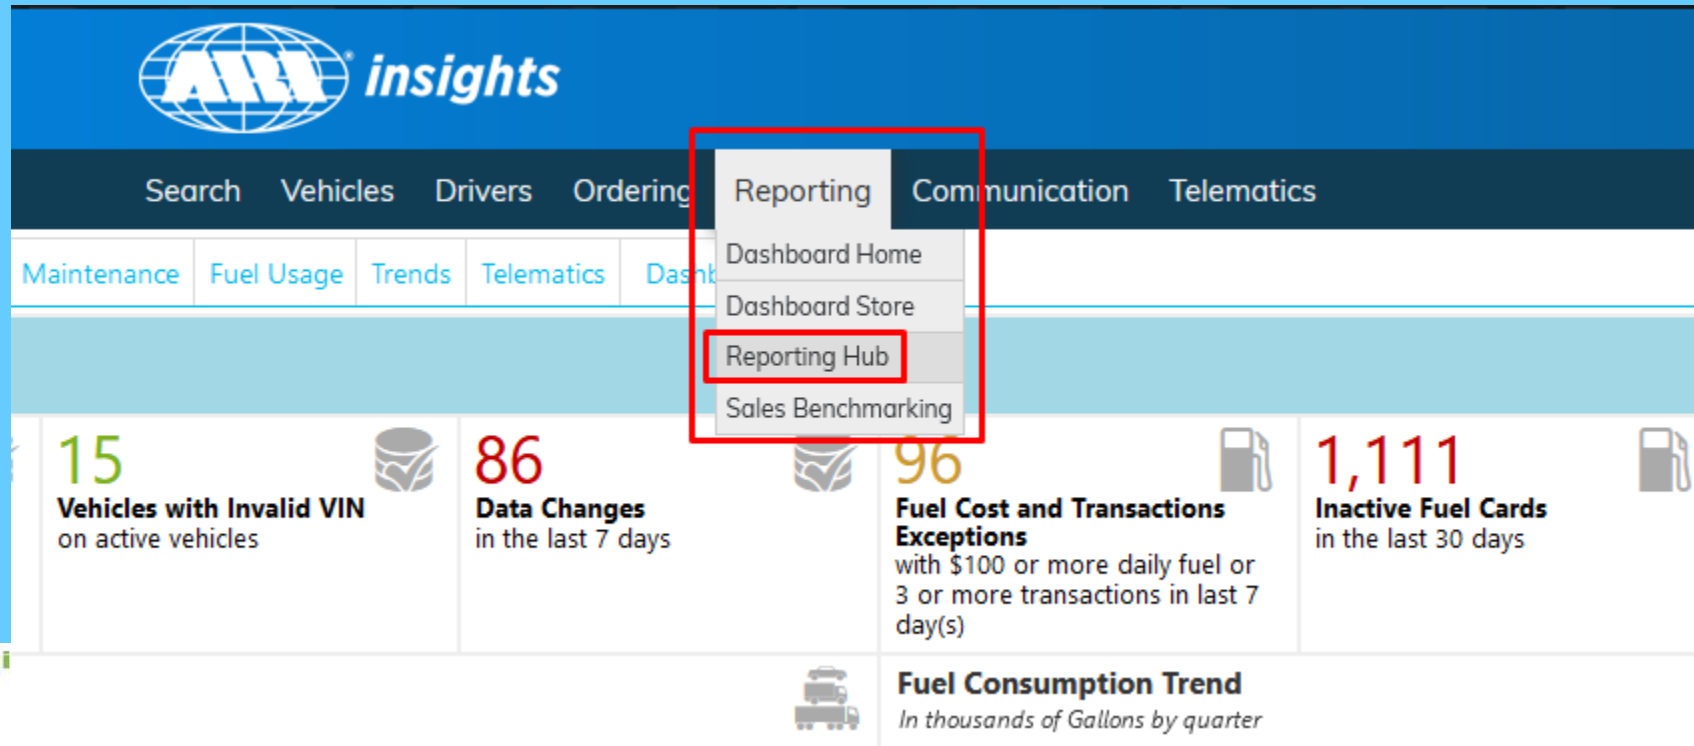 ARI® insights
Search Vehicles Drivers Ordering Reporting Communication Telematics
Maintenance Fuel Usage Trends Telematics
Dashboard Home
Dashboard Store
Reporting Hub
Sales Benchmarking
15
Vehicles with Invalid VIN
on active vehicles
86
Data Changes
in the last 7 days
96
Fuel Cost and Transactions
Exceptions
with $100 or more daily fuel or
3 or more transactions in last 7
day(s)
1,111
Inactive Fuel Cards
in the last 30 days
Fuel Consumption Trend
In thousands of Gallons by quarter